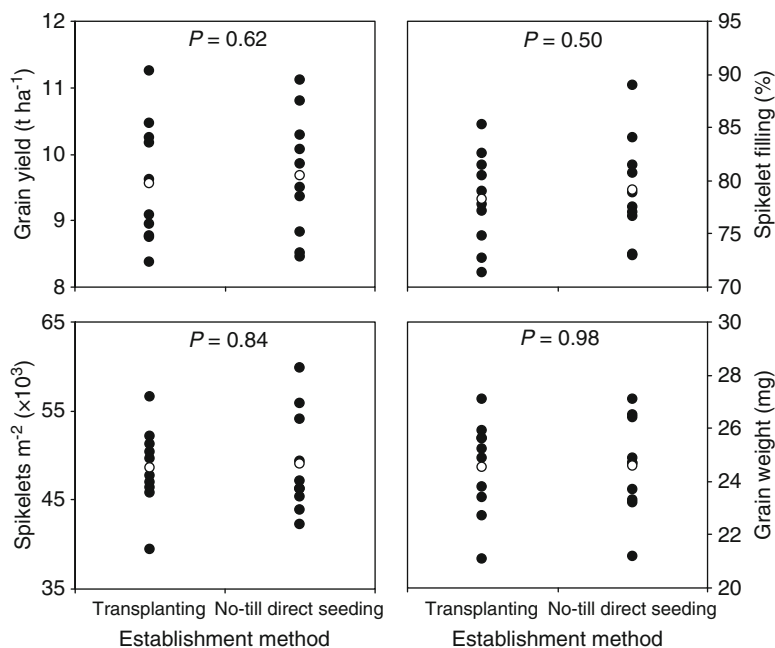 12
11
10
9
8
Grain yield (t ha⁻¹)
P = 0.62
P = 0.50
95
90
85
80
75
70
Spikelet filling (%)
65
55
45
35
Spikelets m⁻² (×10³)
P = 0.84
P = 0.98
30
28
26
24
22
20
Grain weight (mg)
Transplanting No-till direct seeding
Establishment method
Transplanting No-till direct seeding
Establishment method